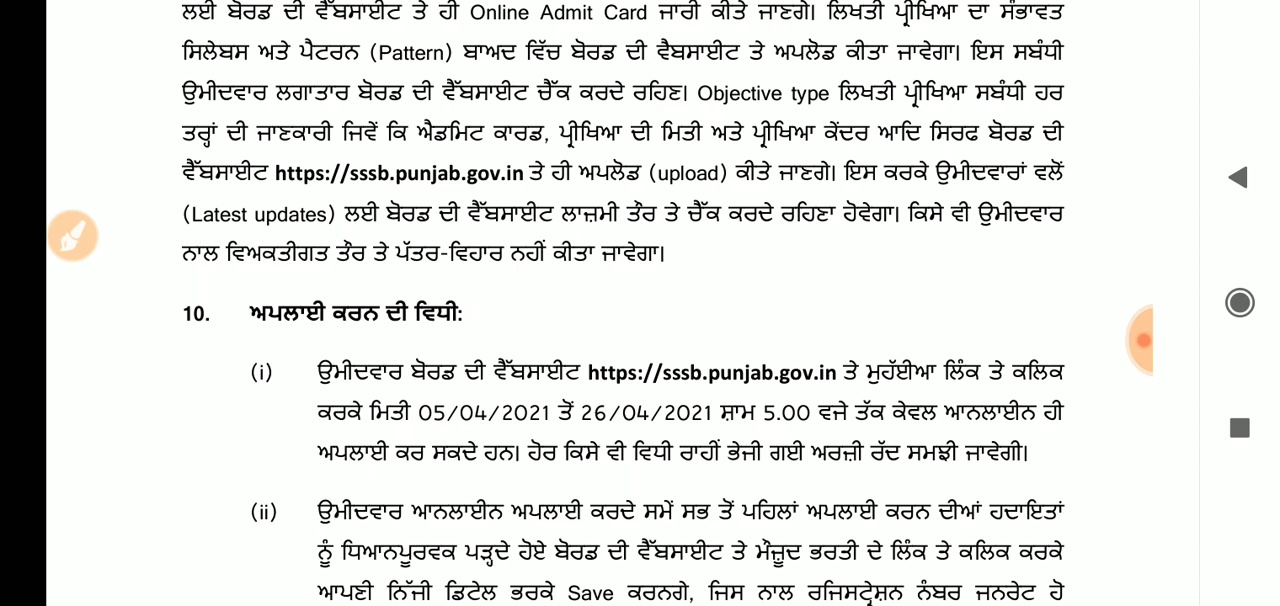 ਲਈ ਬੋਰਡ ਦੀ ਵੈੱਬਸਾਈਟ ਤੇ ਹੀ Online Admit Card ਜਾਰੀ ਕੀਤੇ ਜਾਣਗੇ। ਲਿਖਤੀ ਪ੍ਰੀਖਿਆ ਦਾ ਸੰਭਾਵਤ
ਸਿਲੇਬਸ ਅਤੇ ਪੈਟਰਨ (Pattern) ਬਾਅਦ ਵਿੱਚ ਬੋਰਡ ਦੀ ਵੈਬਸਾਈਟ ਤੇ ਅਪਲੋਡ ਕੀਤਾ ਜਾਵੇਗਾ। ਇਸ ਸਬੰਧੀ
ਉਮੀਦਵਾਰ ਲਗਾਤਾਰ ਬੋਰਡ ਦੀ ਵੈੱਬਸਾਈਟ ਚੈੱਕ ਕਰਦੇ ਰਹਿਣ। Objective type ਲਿਖਤੀ ਪ੍ਰੀਖਿਆ ਸਬੰਧੀ ਹਰ
ਤਰ੍ਹਾਂ ਦੀ ਜਾਣਕਾਰੀ ਜਿਵੇਂ ਕਿ ਐਡਮਿਟ ਕਾਰਡ, ਪ੍ਰੀਖਿਆ ਦੀ ਮਿਤੀ ਅਤੇ ਪ੍ਰੀਖਿਆ ਕੇਂਦਰ ਆਦਿ ਸਿਰਫ ਬੋਰਡ ਦੀ
ਵੈੱਬਸਾਈਟ https://sssb.punjab.gov.in ਤੇ ਹੀ ਅਪਲੋਡ (upload) ਕੀਤੇ ਜਾਣਗੇ। ਇਸ ਕਰਕੇ ਉਮੀਦਵਾਰਾਂ ਵਲੋਂ
(Latest updates) ਲਈ ਬੋਰਡ ਦੀ ਵੈੱਬਸਾਈਟ ਲਾਜ਼ਮੀ ਤੌਰ ਤੇ ਚੈੱਕ ਕਰਦੇ ਰਹਿਣਾ ਹੋਵੇਗਾ। ਕਿਸੇ ਵੀ ਉਮੀਦਵਾਰ
ਨਾਲ ਵਿਅਕਤੀਗਤ ਤੌਰ ਤੇ ਪੱਤਰ-ਵਿਹਾਰ ਨਹੀਂ ਕੀਤਾ ਜਾਵੇਗਾ।
10. ਅਪਲਾਈ ਕਰਨ ਦੀ ਵਿਧੀ:
(i) ਉਮੀਦਵਾਰ ਬੋਰਡ ਦੀ ਵੈੱਬਸਾਈਟ https://sssb.punjab.gov.in ਤੇ ਮੁਹੱਈਆ ਲਿੰਕ ਤੇ ਕਲਿਕ
ਕਰਕੇ ਮਿਤੀ 05/04/2021 ਤੋਂ 26/04/2021 ਸ਼ਾਮ 5.00 ਵਜੇ ਤੱਕ ਕੇਵਲ ਆਨਲਾਈਨ ਹੀ
ਅਪਲਾਈ ਕਰ ਸਕਦੇ ਹਨ। ਹੋਰ ਕਿਸੇ ਵੀ ਵਿਧੀ ਰਾਹੀਂ ਭੇਜੀ ਗਈ ਅਰਜ਼ੀ ਰੱਦ ਸਮਝੀ ਜਾਵੇਗੀ।
(ii) ਉਮੀਦਵਾਰ ਆਨਲਾਈਨ ਅਪਲਾਈ ਕਰਦੇ ਸਮੇਂ ਸਭ ਤੋਂ ਪਹਿਲਾਂ ਅਪਲਾਈ ਕਰਨ ਦੀਆਂ ਹਦਾਇਤਾਂ
ਨੂੰ ਧਿਆਨਪੂਰਵਕ ਪੜ੍ਹਦੇ ਹੋਏ ਬੋਰਡ ਦੀ ਵੈੱਬਸਾਈਟ ਤੇ ਮੌਜ਼ੂਦ ਭਰਤੀ ਦੇ ਲਿੰਕ ਤੇ ਕਲਿਕ ਕਰਕੇ
ਆਪਣੀ ਨਿੱਜੀ ਡਿਟੇਲ ਭਰਕੇ Save ਕਰਨਗੇ, ਜਿਸ ਨਾਲ ਰਜਿਸਟ੍ਰੇਸ਼ਨ ਨੰਬਰ ਜਨਰੇਟ ਹੋ